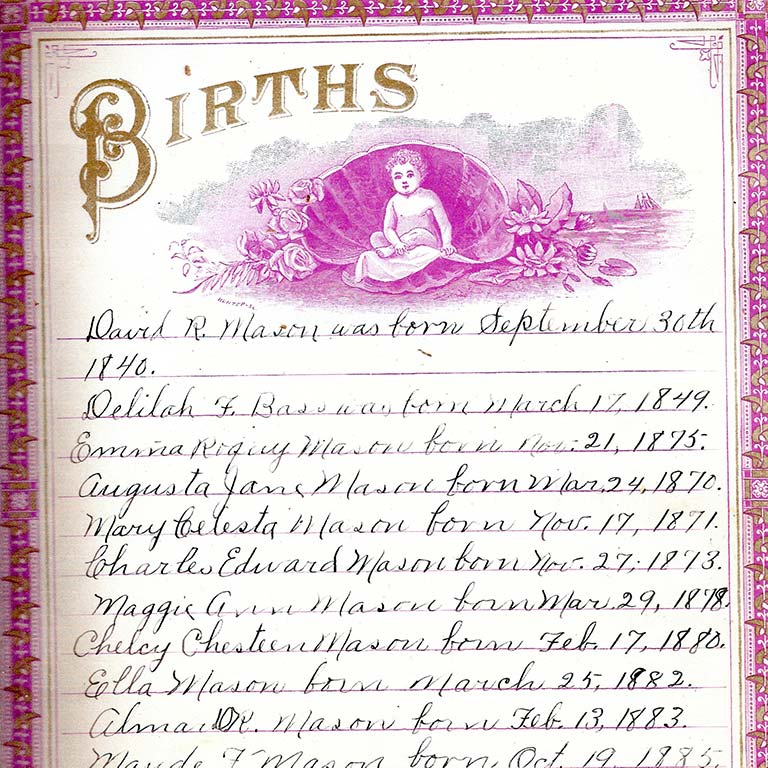 BIRTHS
David R. Mason was born September 30th
1840.
Delilah F. Bass was born March 17, 1849.
Emma Mason born Nov. 21, 1875.
Augusta Jane Mason born Mar. 24, 1870.
Mary Celesta Mason born Nov. 17, 1871.
Charles Edward Mason born Nov. 27, 1873.
Maggie Ann Mason born Mar. 29, 1878.
Chelcy Chesteen Mason born Feb. 17, 1880.
Ella Mason born March 25, 1882.
Alma R. Mason born Feb. 13, 1883.
Maude F Mason born Oct. 19, 1885.